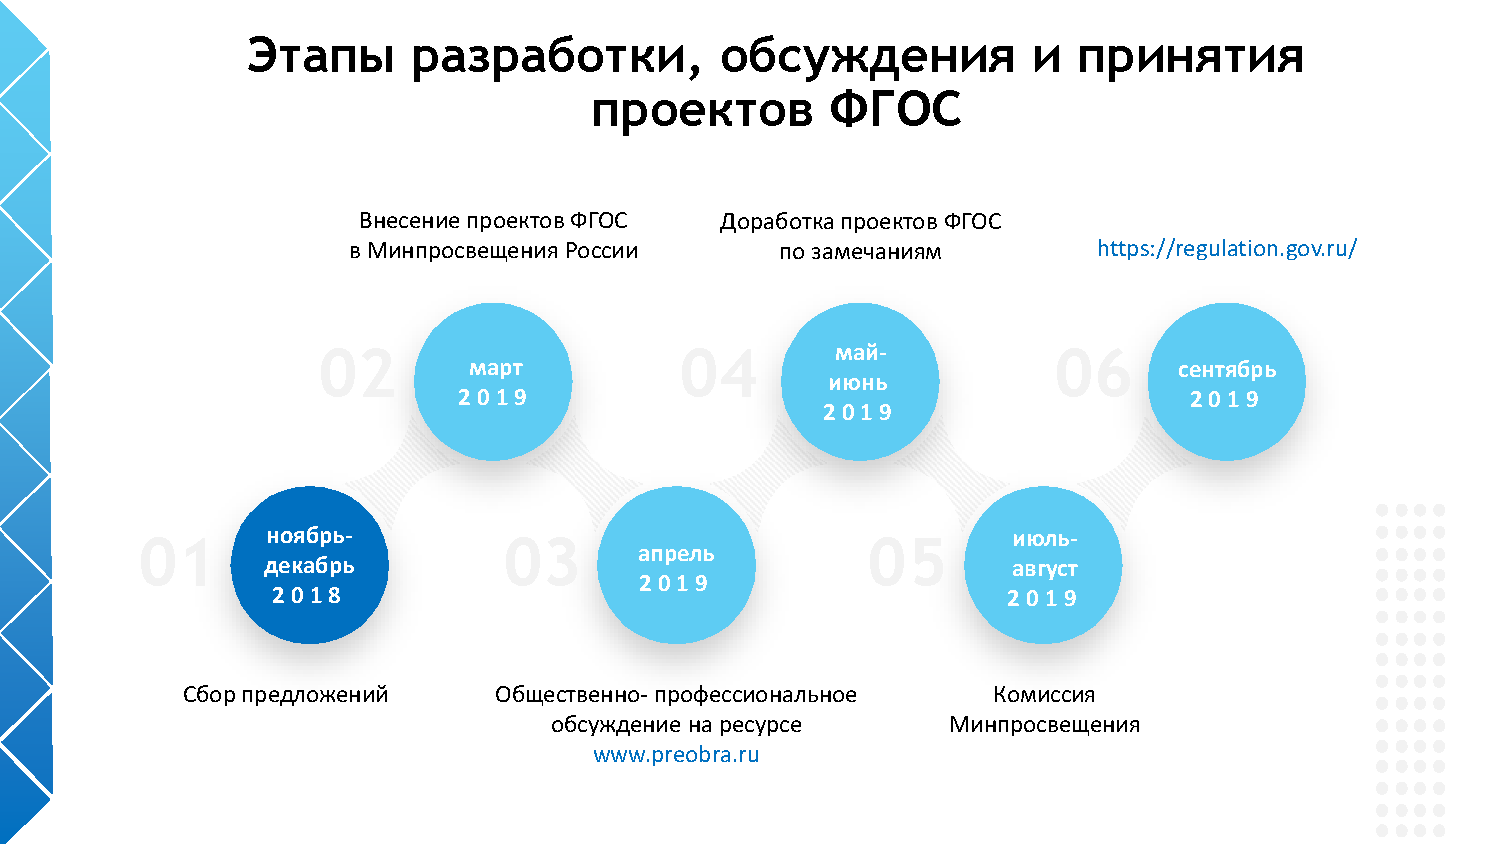 Этапы разработки, обсуждения и принятия
проектов ФГОС
01
ноябрь-
декабрь
2018
Сбор предложений
Внесение проектов ФГОС
в Минпросвещения России
02
март
2019
03
апрель
2019
Общественно- профессиональное
обсуждение на ресурсе
www.preobra.ru
Доработка проектов ФГОС
по замечаниям
04
май-
июнь
2019
05
июль-
август
2019
Комиссия
Минпросвещения
https://regulation.gov.ru/
06
сентябрь
2019